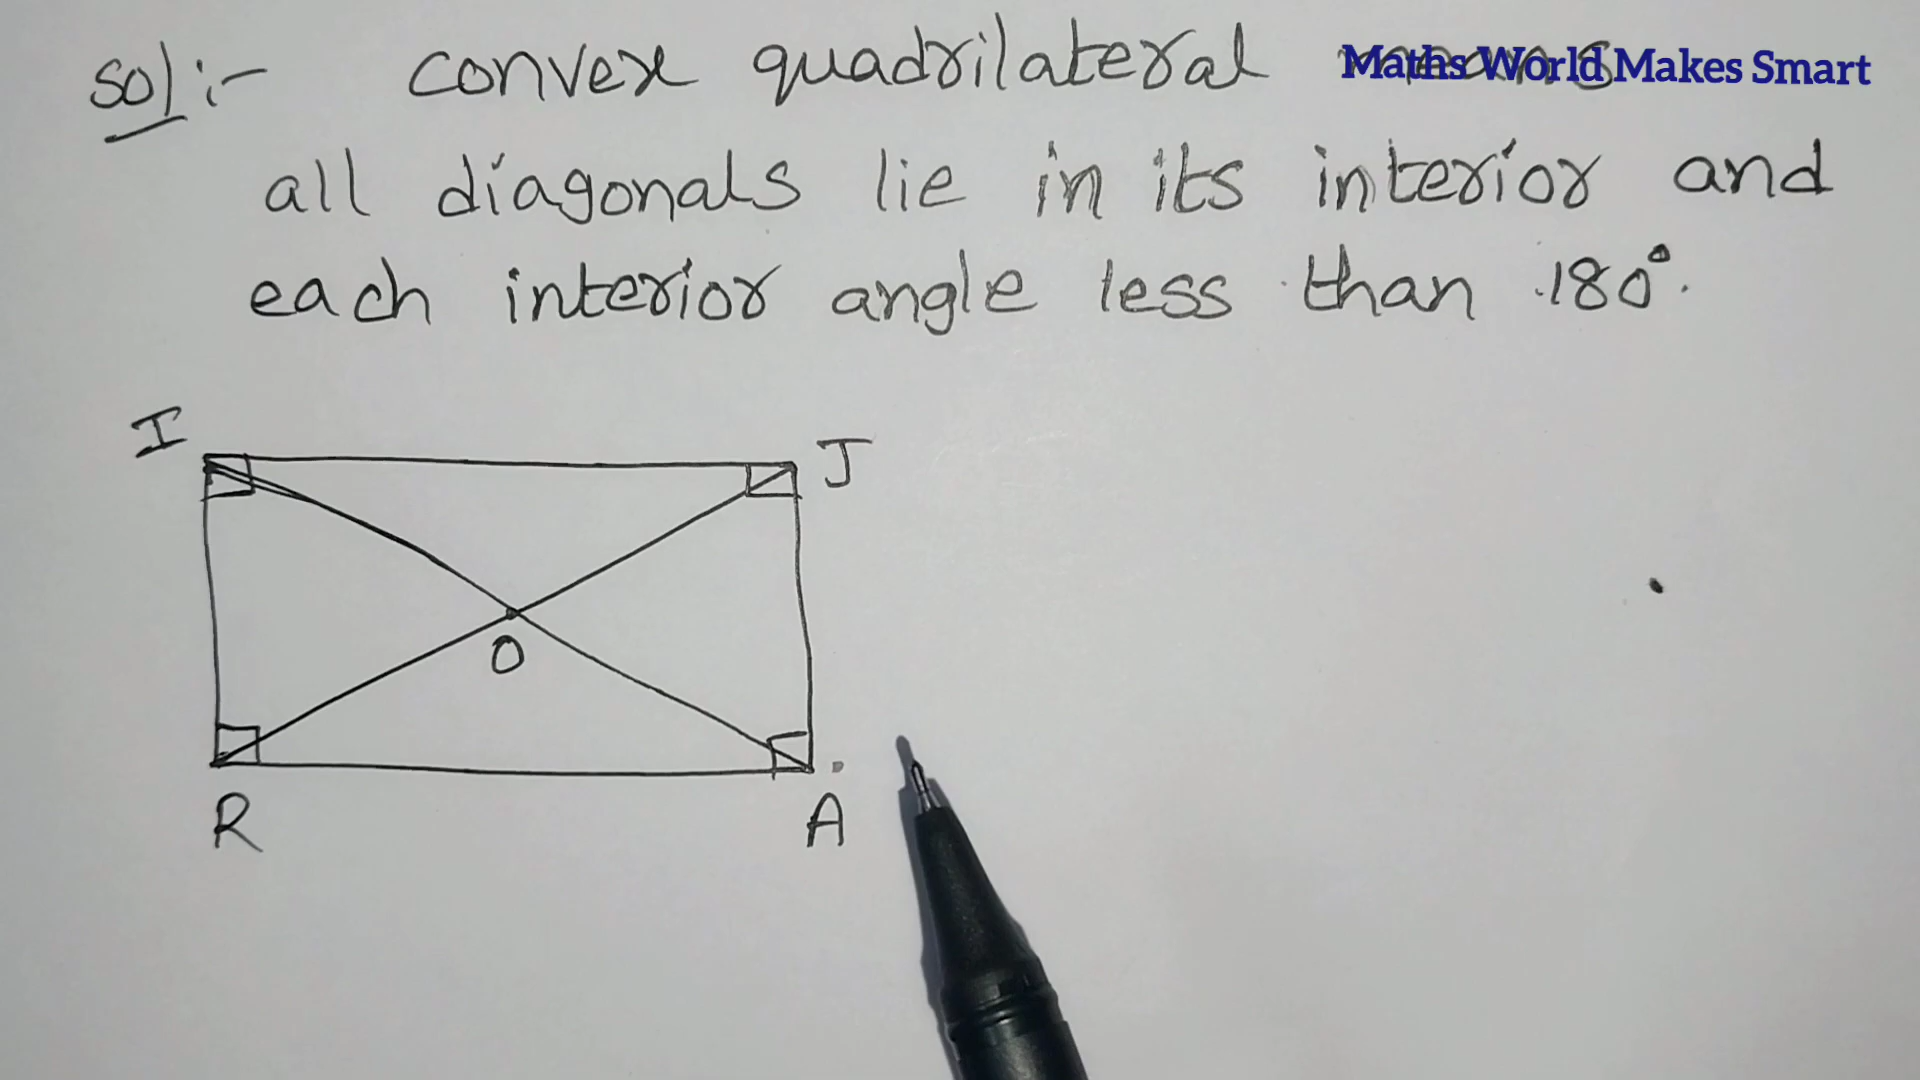 Sol:- convex quadrilateral means
Maths World Makes Smart
all diagonals lie in its interior and
each interior angle less than 180°.
I
J
O
R
A